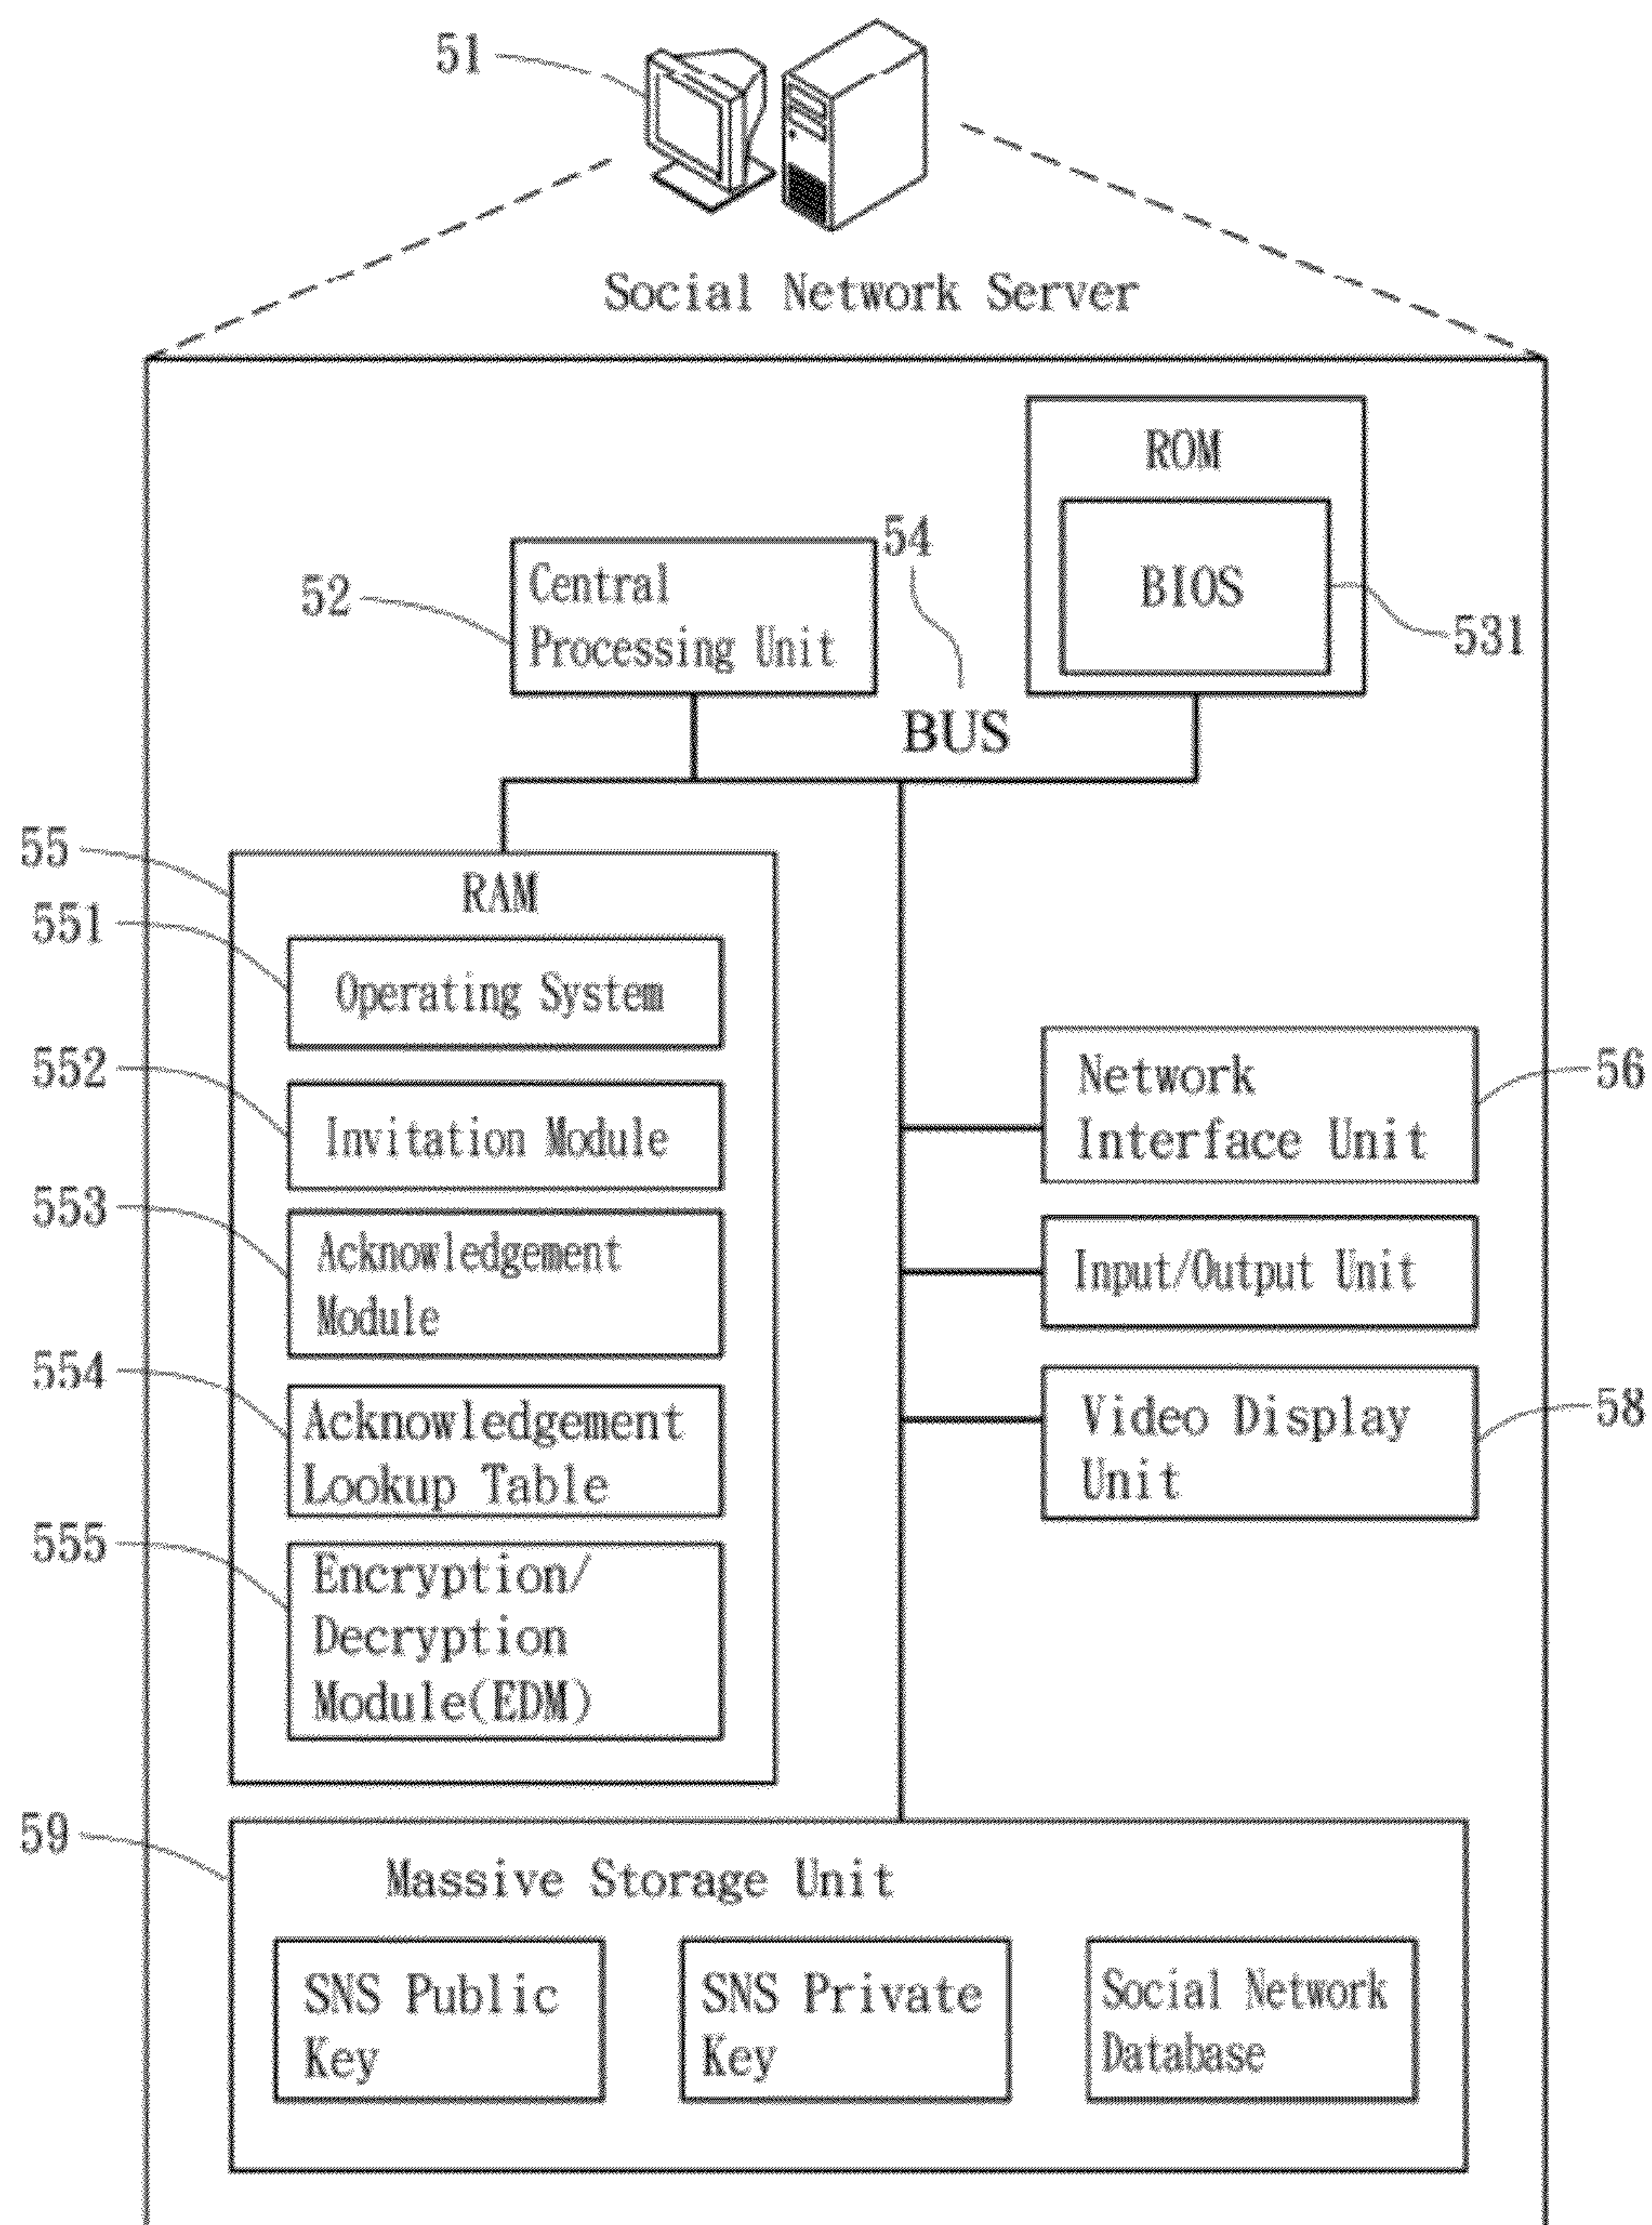 51
Social Network Server
ROM
54
Central
Processing Unit
52
BIOS
531
BUS
55
RAM
551
Operating System
552
Invitation Module
Network
Interface Unit
56
553
Acknowledgement
Module
Input/Output Unit
554
Acknowledgement
Lookup Table
Video Display
Unit
58
555
Encryption/
Decryption
Module(EDM)
59
Massive Storage Unit
SNS Public
Key
SNS Private
Key
Social Network
Database